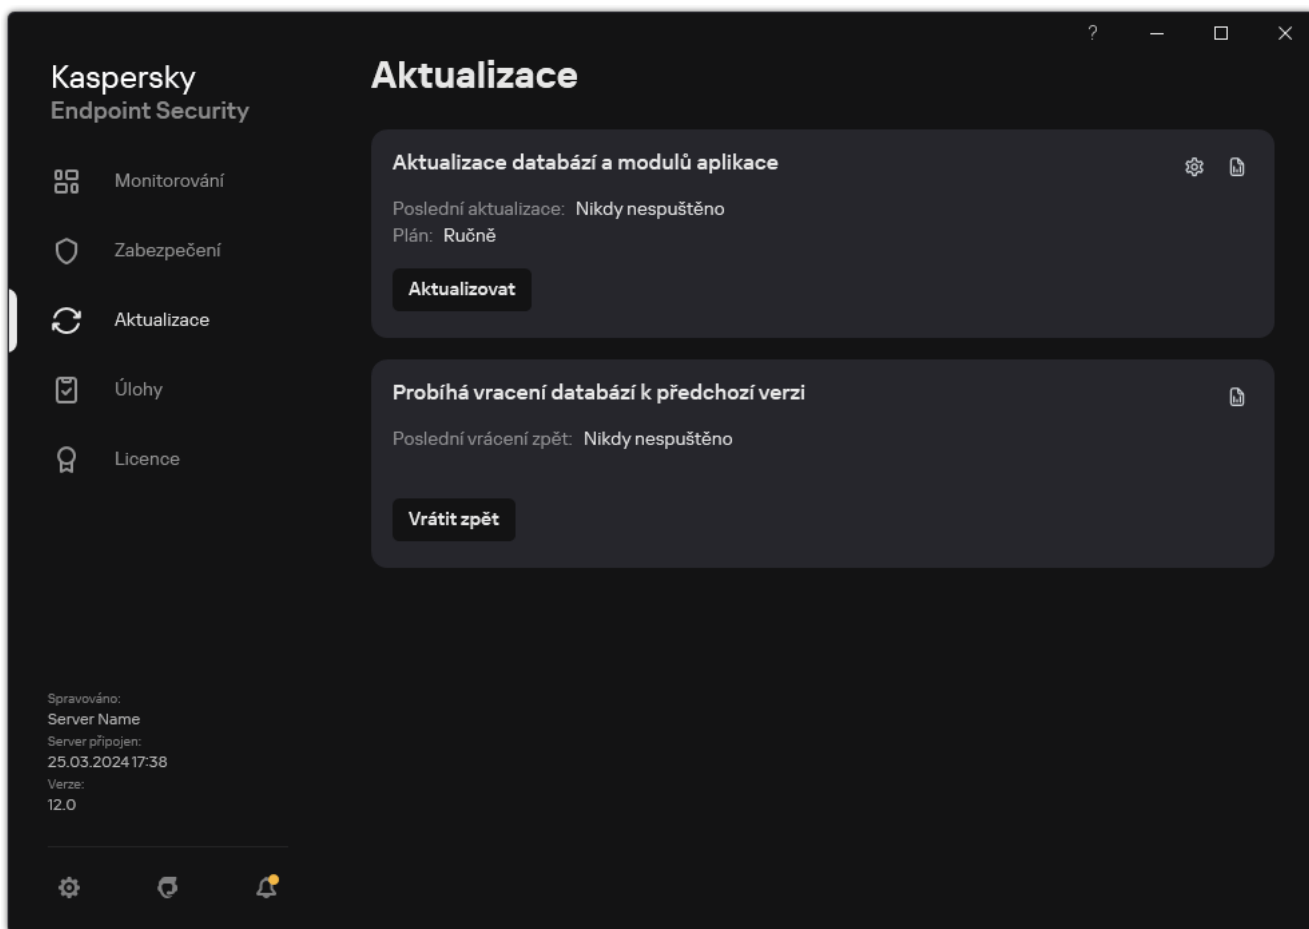 ?
Kaspersky
Endpoint Security
Monitorování
Zabezpečení
Aktualizace
Úlohy
Licence
Spravováno:
Server Name
Server připojen:
25.03.2024 17:38
Verze:
12.0
Aktualizace
Aktualizace databází a modulů aplikace
Poslední aktualizace: Nikdy nespuštěno
Plán: Ručně
Aktualizovat
Probíhá vracení databází k předchozí verzi
Poslední vrácení zpět: Nikdy nespuštěno
Vrátit zpět